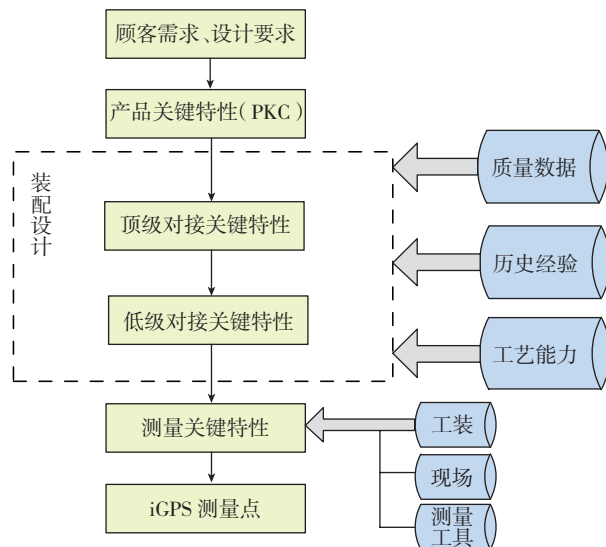 顾客需求、设计要求
产品关键特性(PKC)
装配设计
顶级对接关键特性
低级对接关键特性
测量关键特性
iGPS 测量点
质量数据
历史经验
工艺能力
工装
现场
测量
工具